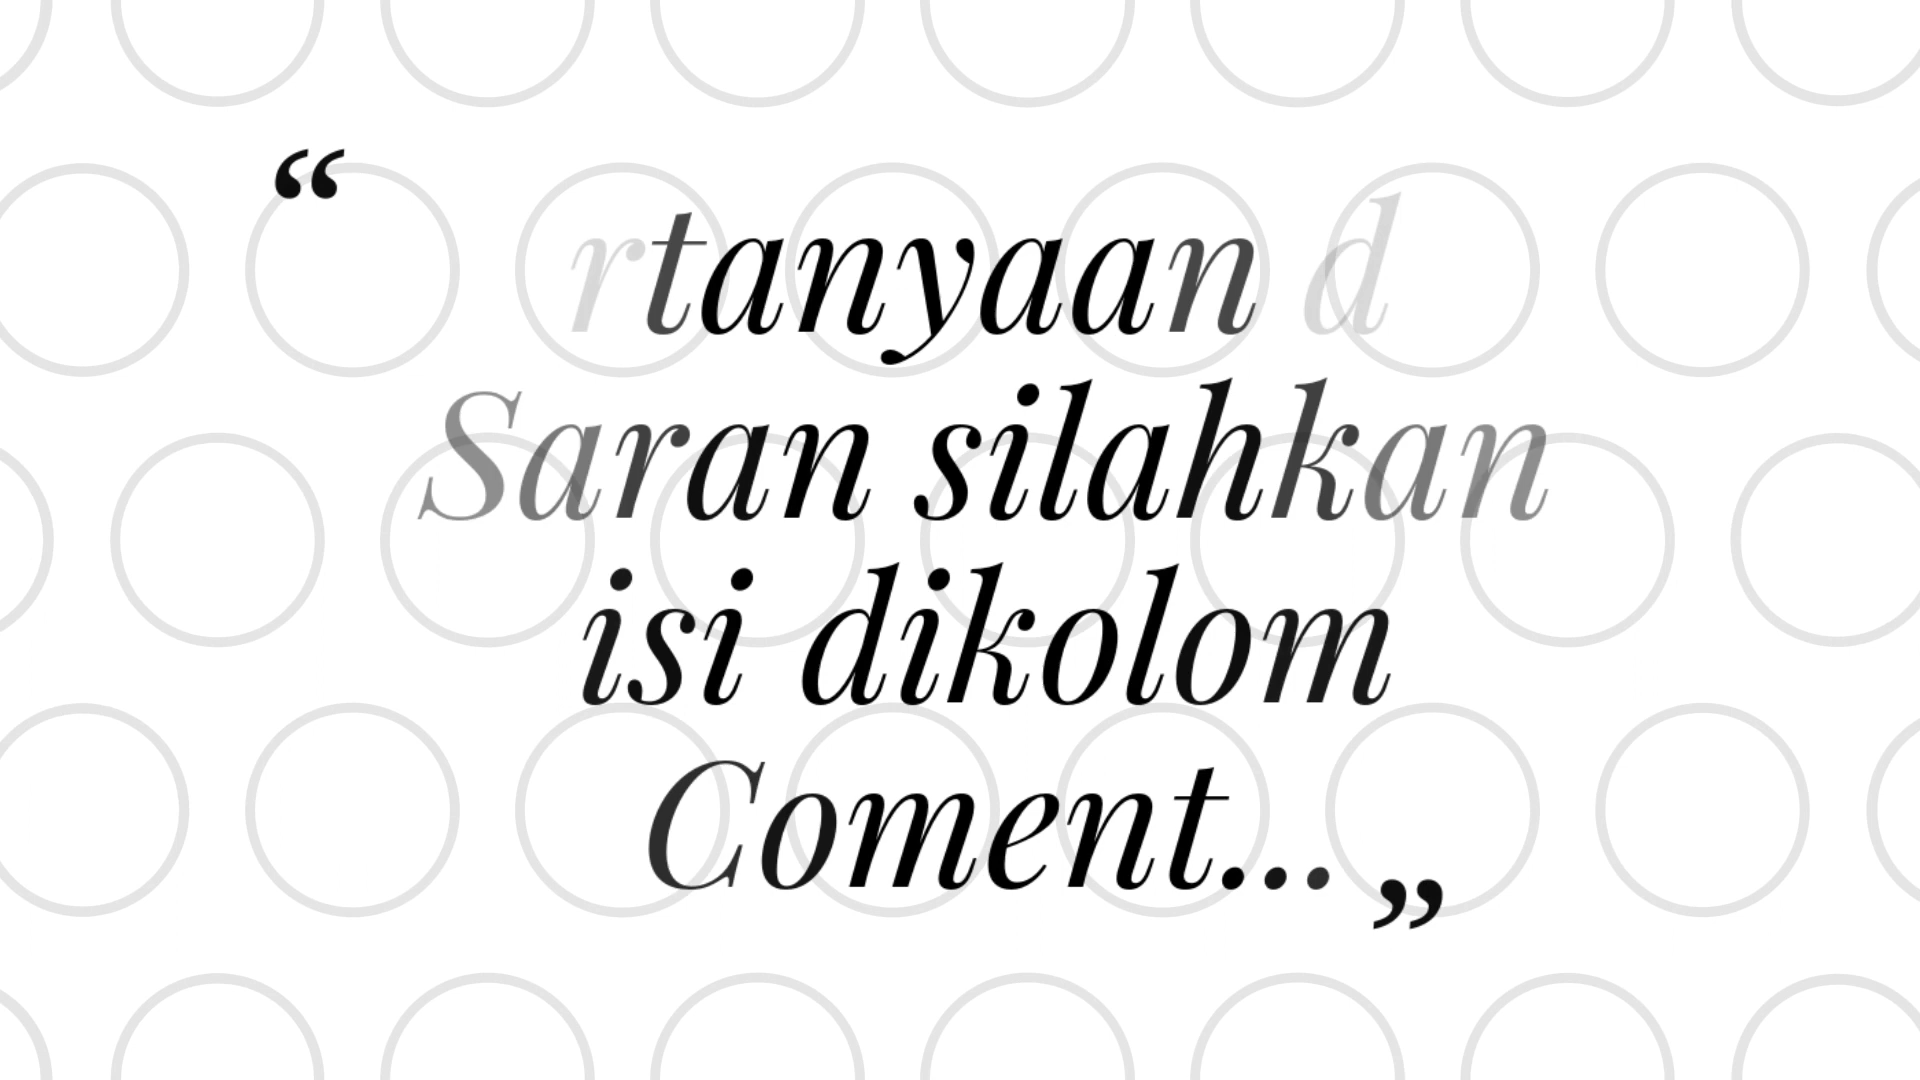 “
rtanyaan d
Saran silahkan
isi dikolom
Coment... ”